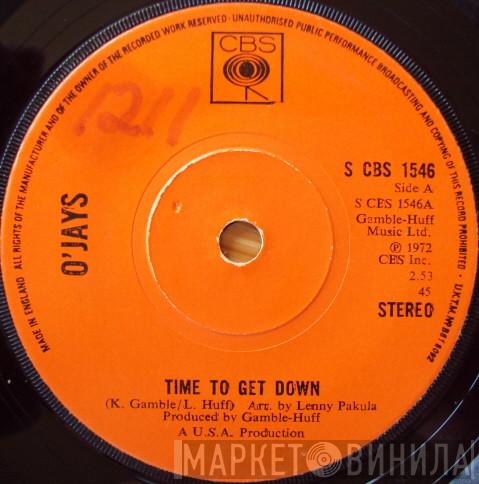 ALL RIGHTS OF THE MANUFACTURER AND OF THE OWNER OF THE RECORDED WORK RESERVED · UNAUTHORISED PUBLIC PERFORMANCE BROADCASTING AND COPYING OF THIS RECORD PROHIBITED ·
MADE IN ENGLAND
CBS
12.11
O'JAYS
S CBS 1546
Side A
S CBS 1546A
Gamble-Huff
Music Ltd.
℗ 1972
CBS Inc.
2.53
45
STEREO
TIME TO GET DOWN
(K. Gamble/L. Huff) Arr. by Lenny Pakula
Produced by Gamble-Huff
A U.S.A. Production
МАРКЕТ ВИНИЛА